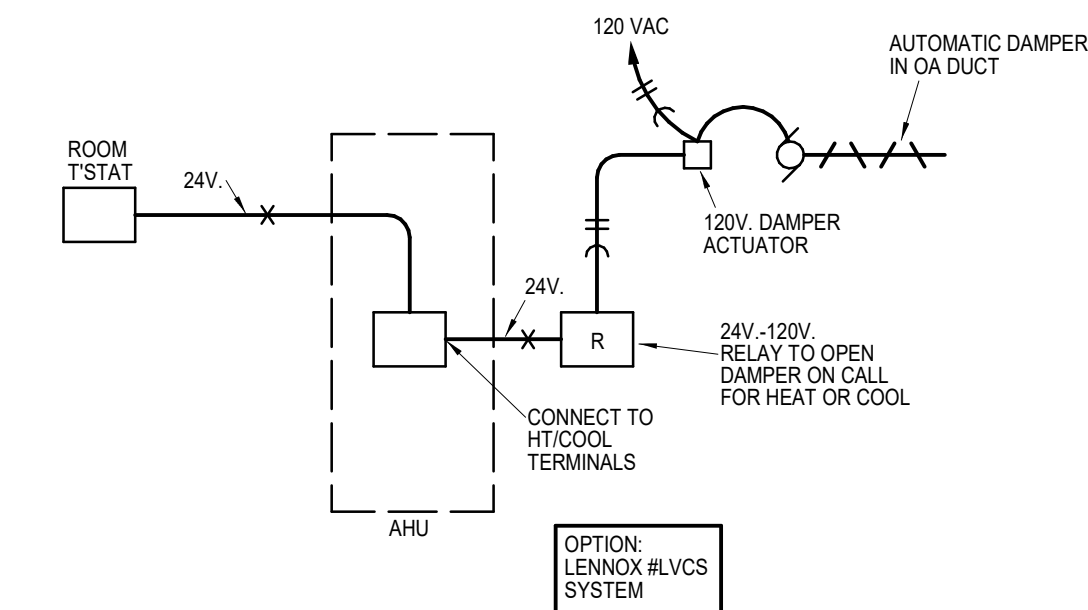 120 VAC
AUTOMATIC DAMPER
IN OA DUCT
ROOM
T'STAT
24V.
120V. DAMPER
ACTUATOR
24V.
R
24V.-120V.
RELAY TO OPEN
DAMPER ON CALL
FOR HEAT OR COOL
CONNECT TO
HT/COOL
TERMINALS
AHU
OPTION:
LENNOX #LVCS
SYSTEM